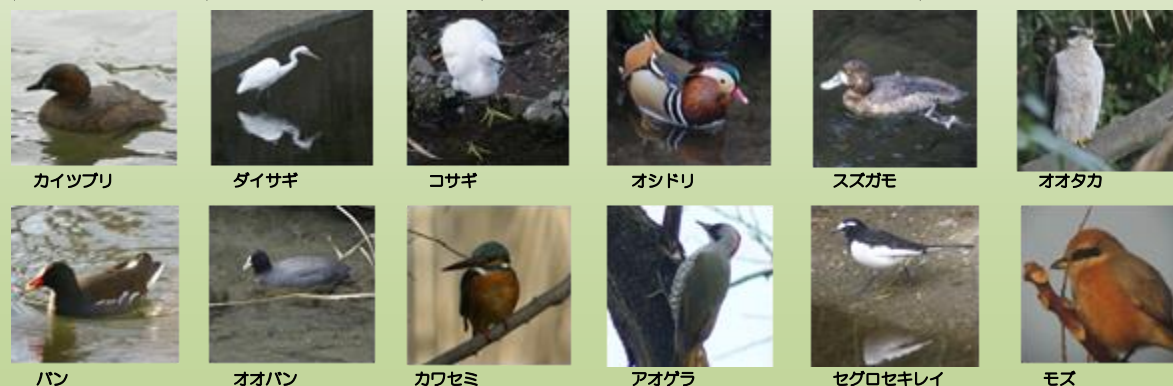 カイツブリ
ダイサギ
コサギ
オシドリ
スズガモ
オオタカ
バン
オオバン
カワセミ
アオゲラ
セグロセキレイ
モズ